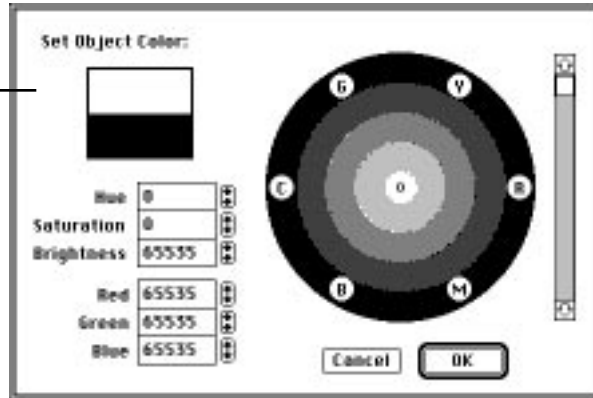 Set Object Color:
Hue 0
Saturation 0
Brightness 65535
Red 65535
Green 65535
Blue 65535
G
Y
C
0
R
B
M
Cancel
OK